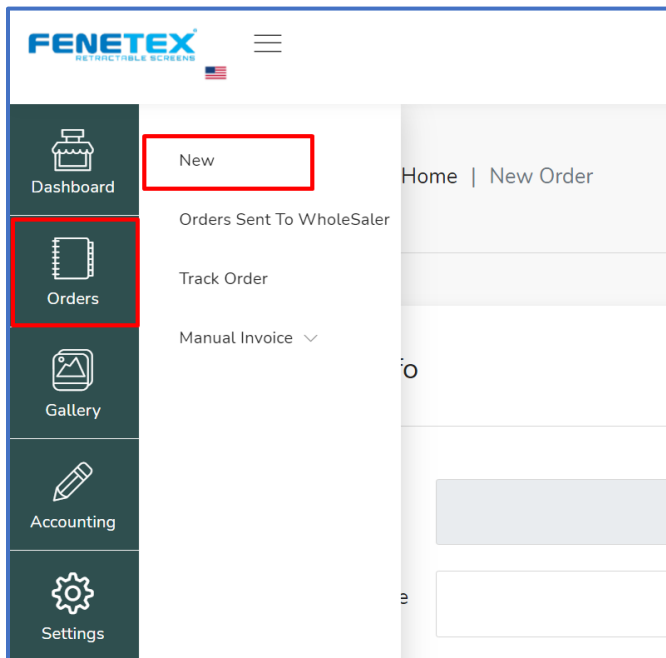 FENETEX
RETRACTABLE SCREENS
Dashboard
Orders
Gallery
Accounting
Settings
New
Orders Sent To WholeSaler
Track Order
Manual Invoice
Home | New Order
fo
e